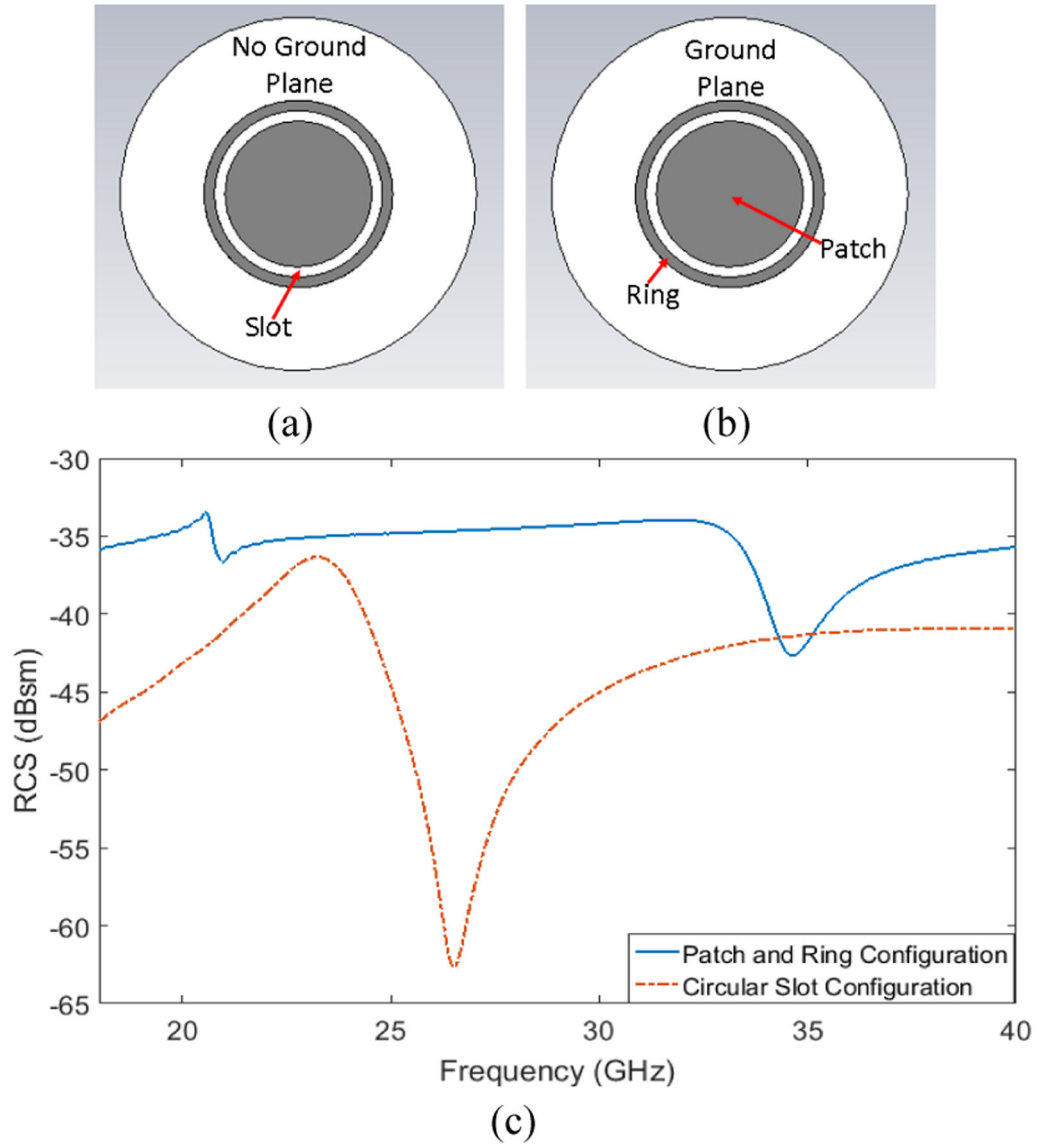 No Ground
Plane
Slot
Ground
Plane
Patch
Ring
(a)
(b)
-30
-35
-40
-45
-50
-55
-60
-65
RCS (dBsm)
Patch and Ring Configuration
Circular Slot Configuration
20
25
30
35
40
Frequency (GHz)
(c)